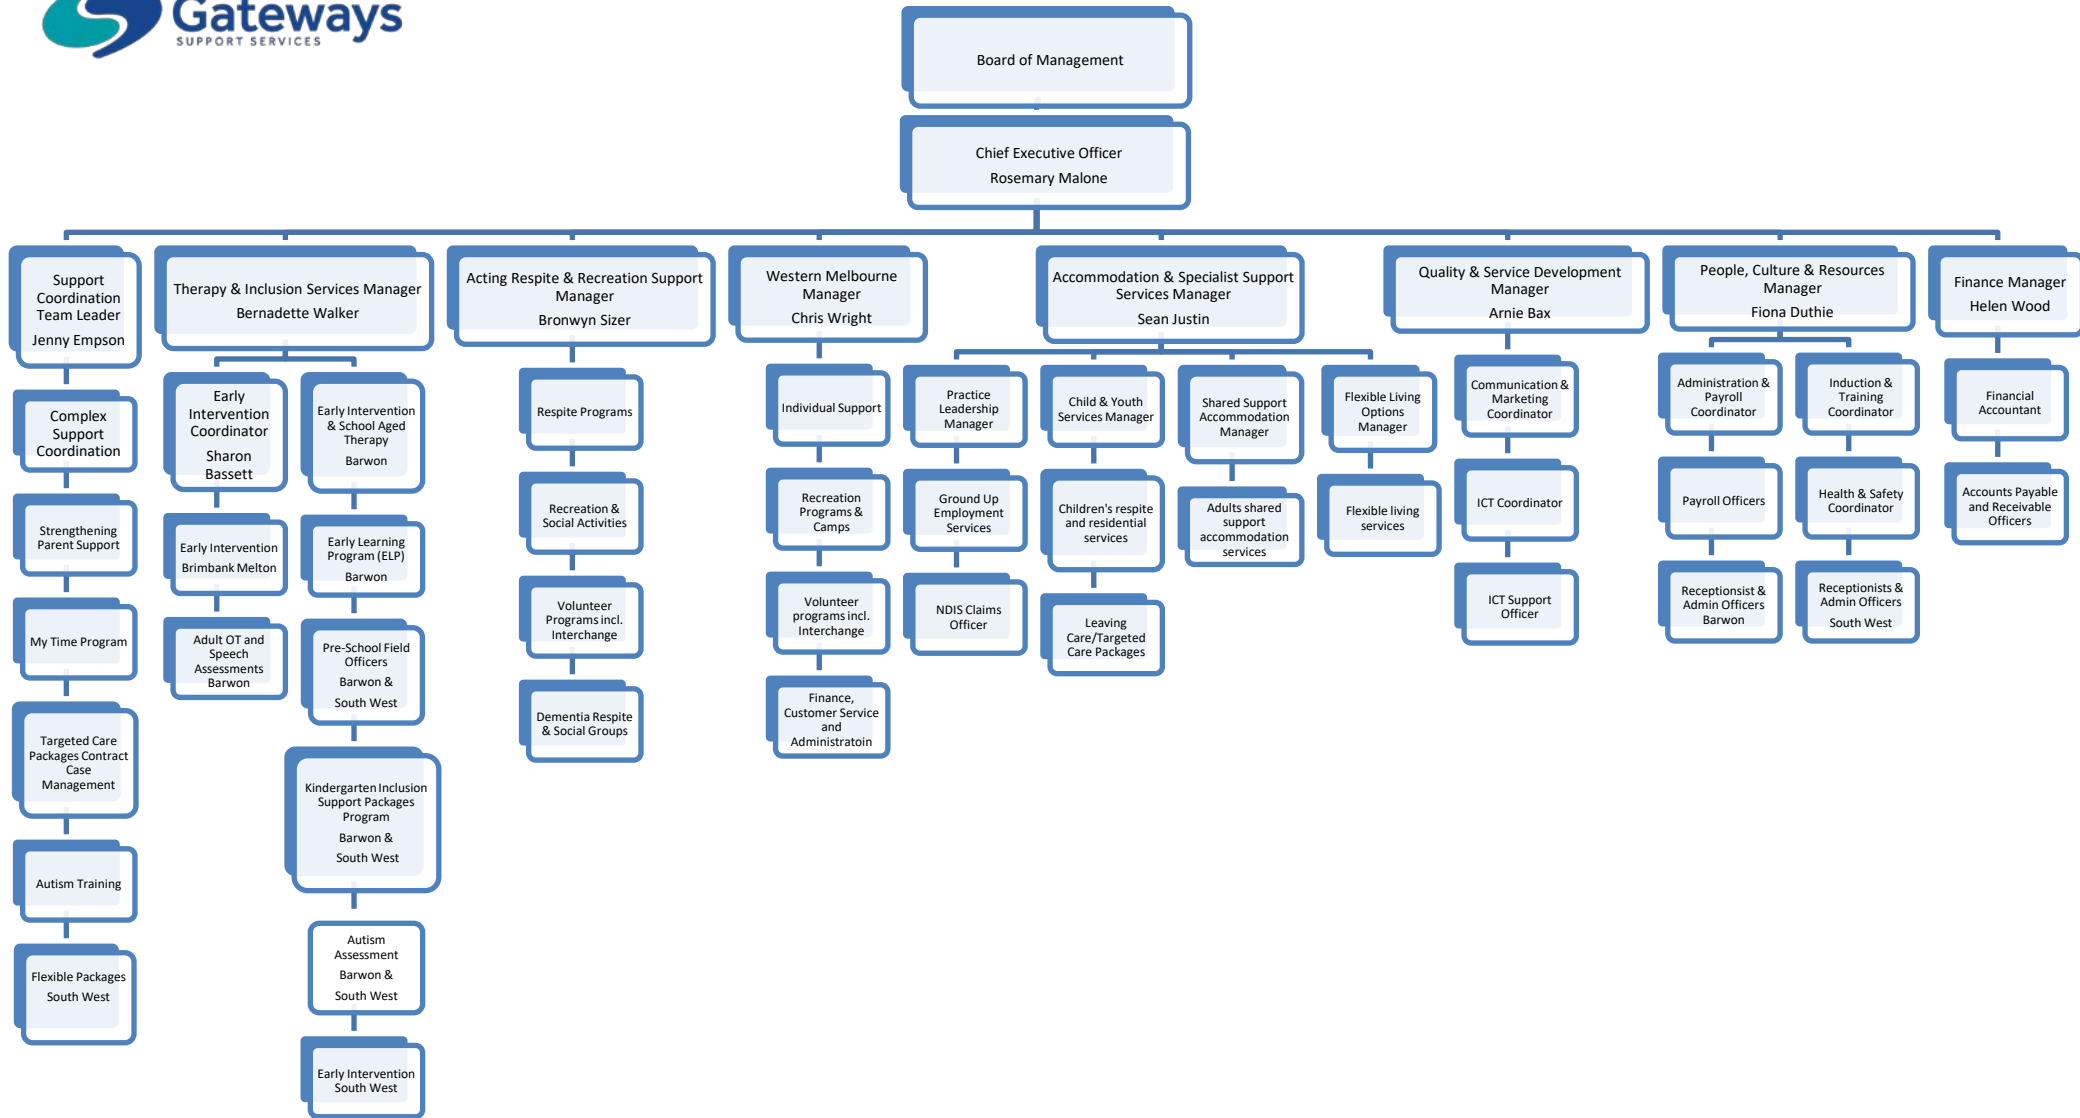 Gateways
SUPPORT SERVICES
Board of Management
Chief Executive Officer
Rosemary Malone
Support
Coordination
Team Leader
Jenny Empson
Complex
Support
Coordination
Strengthening
Parent Support
My Time Program
Targeted Care
Packages Contract
Case
Management
Autism Training
Flexible Packages
South West
Therapy & Inclusion Services Manager
Bernadette Walker
Early
Intervention
Coordinator
Sharon
Bassett
Early Intervention
Brimbank Melton
Adult OT and
Speech
Assessments
Barwon
Early Intervention
& School Aged
Therapy
Barwon
Early Learning
Program (ELP)
Barwon
Pre-School Field
Officers
Barwon &
South West
Kindergarten Inclusion
Support Packages
Program
Barwon &
South West
Autism
Assessment
Barwon &
South West
Early Intervention
South West
Acting Respite & Recreation Support
Manager
Bronwyn Sizer
Respite Programs
Recreation &
Social Activities
Volunteer
Programs incl.
Interchange
Dementia Respite
& Social Groups
Western Melbourne
Manager
Chris Wright
Individual Support
Recreation
Programs &
Camps
Volunteer
programs incl.
Interchange
Finance,
Customer Service
and
Administratoin
Accommodation & Specialist Support
Services Manager
Sean Justin
Practice
Leadership
Manager
Ground Up
Employment
Services
NDIS Claims
Officer
Child & Youth
Services Manager
Children's respite
and residential
services
Leaving
Care/Targeted
Care Packages
Shared Support
Accommodation
Manager
Adults shared
support
accommodation
services
Flexible Living
Options
Manager
Flexible living
services
Quality & Service Development
Manager
Arnie Bax
Communication &
Marketing
Coordinator
ICT Coordinator
ICT Support
Officer
People, Culture & Resources
Manager
Fiona Duthie
Administration &
Payroll
Coordinator
Payroll Officers
Receptionist &
Admin Officers
Barwon
Induction &
Training
Coordinator
Health & Safety
Coordinator
Receptionists &
Admin Officers
South West
Finance Manager
Helen Wood
Financial
Accountant
Accounts Payable
and Receivable
Officers